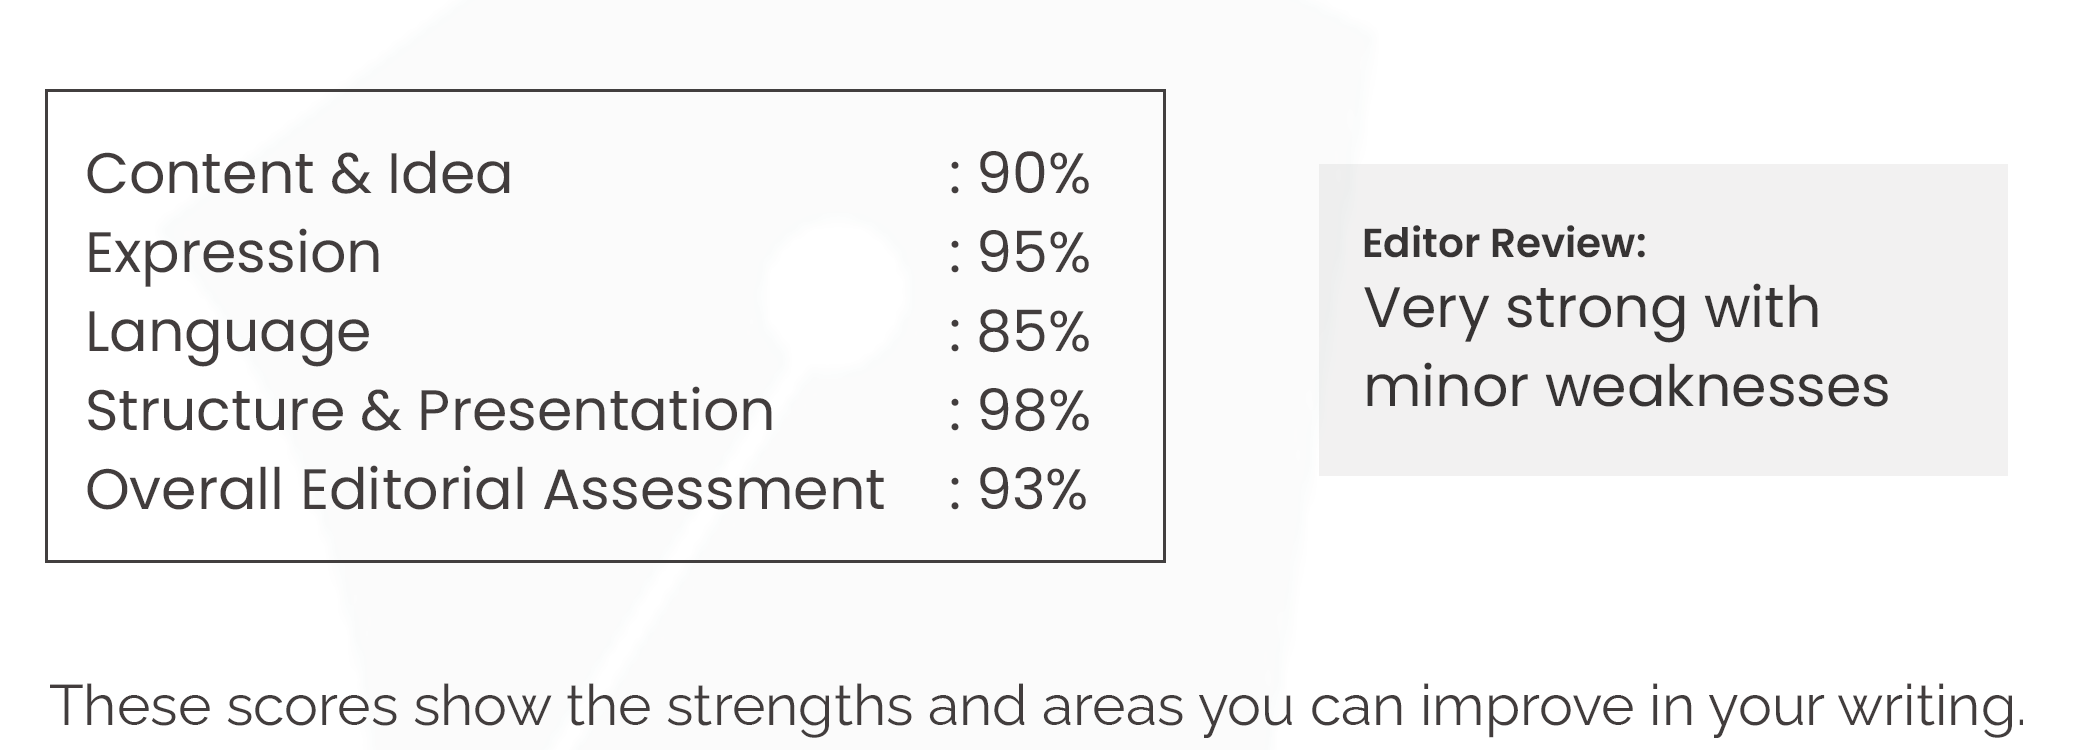 Content & Idea : 90%
Expression : 95%
Language : 85%
Structure & Presentation : 98%
Overall Editorial Assessment : 93%
Editor Review:
Very strong with
minor weaknesses
These scores show the strengths and areas you can improve in your writing.